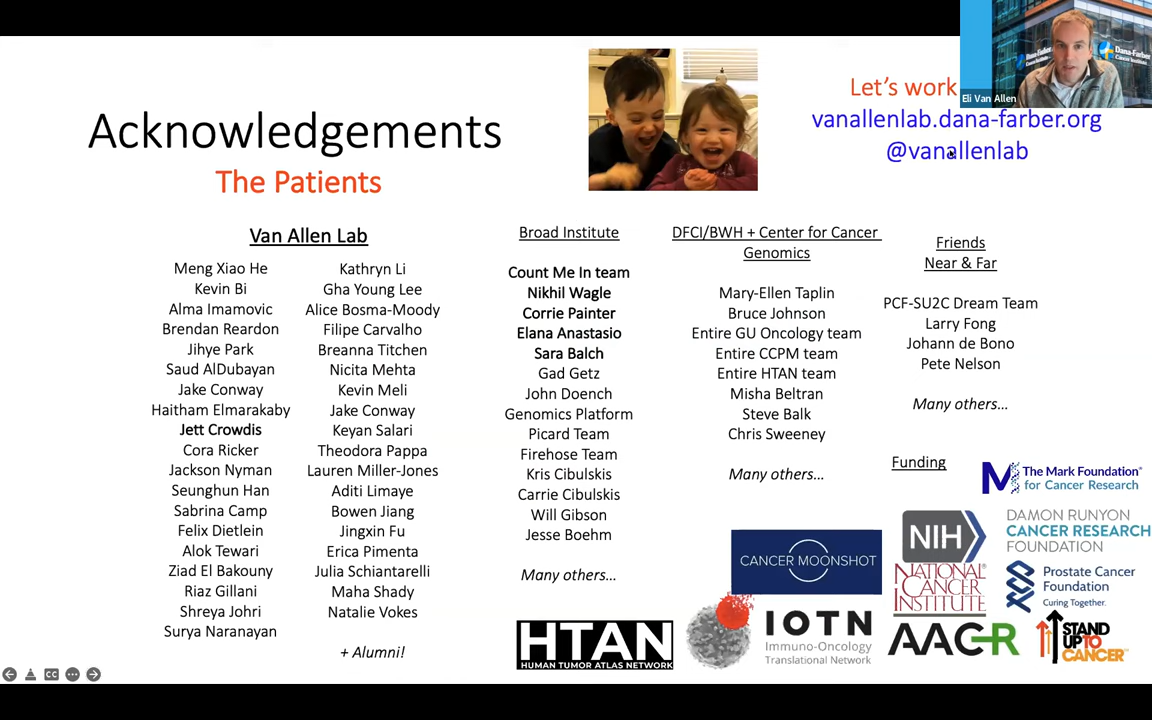 Acknowledgements
The Patients
Let's work
vanallenlab.dana-farber.org
@vanallenlab
Dana-Farber
Cancer Institute
Eli Van Allen
Van Allen Lab
Meng Xiao He
Kevin Bi
Alma Imamovic
Brendan Reardon
Jihye Park
Saud AlDubayan
Jake Conway
Haitham Elmarakaby
Jett Crowdis
Cora Ricker
Jackson Nyman
Seunghun Han
Sabrina Camp
Felix Dietlein
Alok Tewari
Ziad El Bakouny
Riaz Gillani
Shreya Johri
Surya Naranayan
Kathryn Li
Gha Young Lee
Alice Bosma-Moody
Filipe Carvalho
Breanna Titchen
Nicita Mehta
Kevin Meli
Jake Conway
Keyan Salari
Theodora Pappa
Lauren Miller-Jones
Aditi Limaye
Bowen Jiang
Jingxin Fu
Erica Pimenta
Julia Schiantarelli
Maha Shady
Natalie Vokes
+ Alumni!
Broad Institute
Count Me In team
Nikhil Wagle
Corrie Painter
Elana Anastasio
Sara Balch
Gad Getz
John Doench
Genomics Platform
Picard Team
Firehose Team
Kris Cibulskis
Carrie Cibulskis
Will Gibson
Jesse Boehm
Many others...
DFCI/BWH + Center for Cancer
Genomics
Mary-Ellen Taplin
Bruce Johnson
Entire GU Oncology team
Entire CCPM team
Entire HTAN team
Misha Beltran
Steve Balk
Chris Sweeney
Many others...
Friends
Near & Far
PCF-SU2C Dream Team
Larry Fong
Johann de Bono
Pete Nelson
Many others...
Funding
The Mark Foundation®
for Cancer Research
NIH
DAMON RUNYON
CANCER RESEARCH
FOUNDATION
CANCER MOONSHOT
NATIONAL
CANCER
INSTITUTE
Prostate Cancer
Foundation
Curing Together.
HTAN
HUMAN TUMOR ATLAS NETWORK
IOTN
Immuno-Oncology
Translational Network
AACR
STAND
UP TO
CANCER
CC